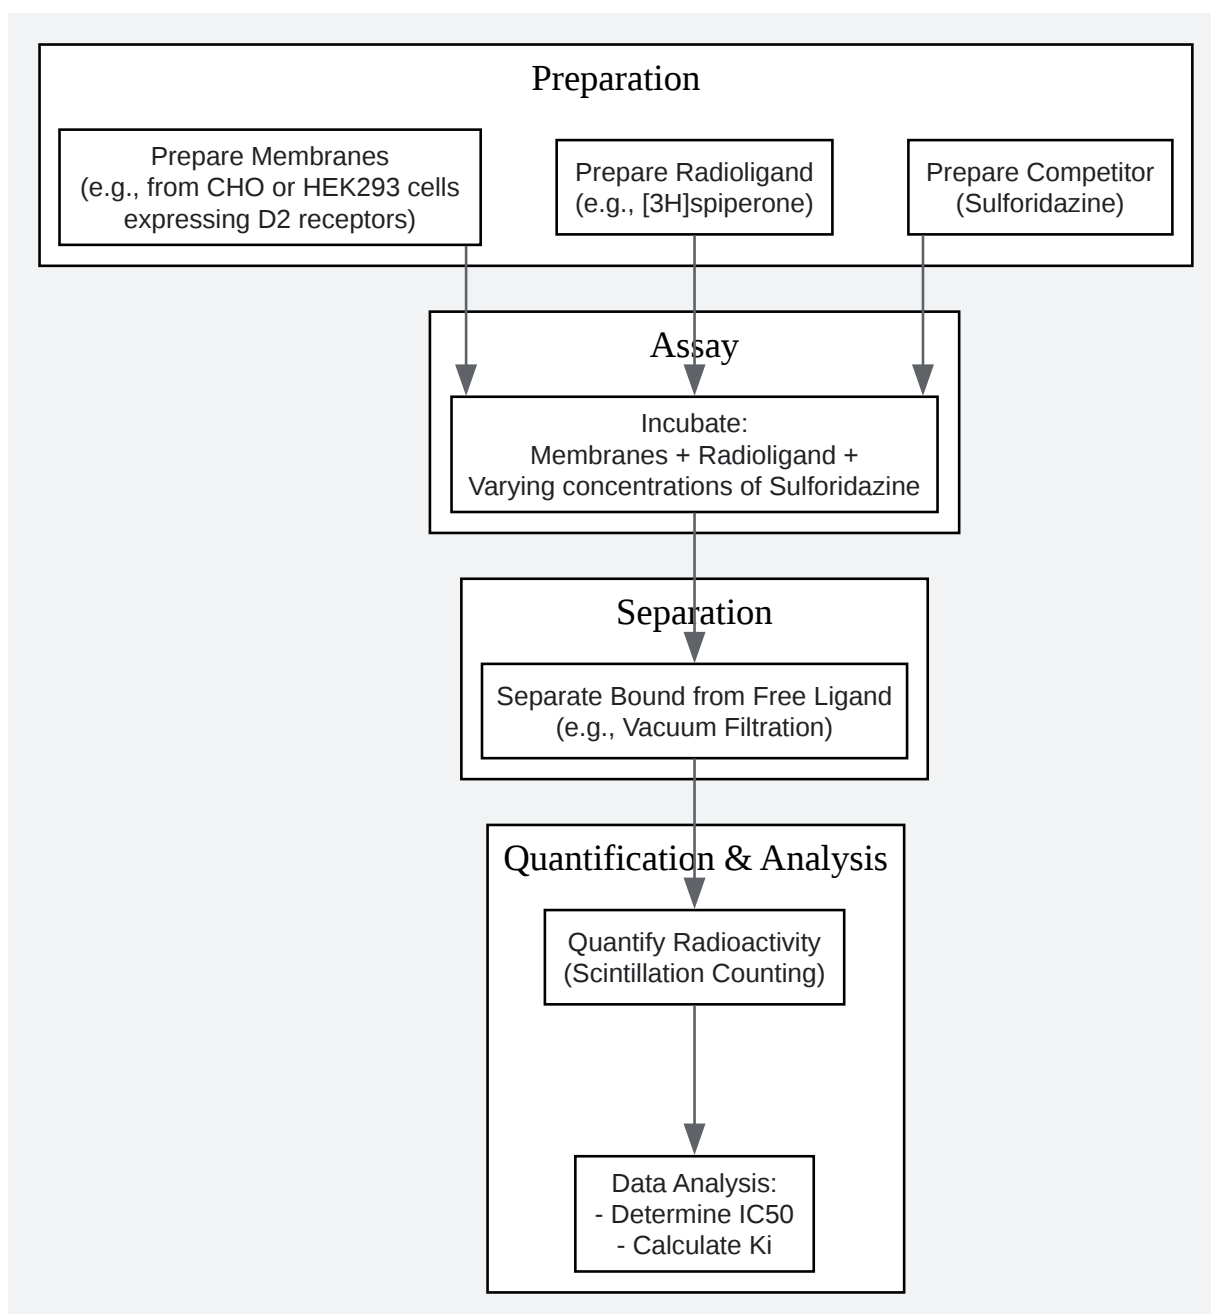 Preparation
Prepare Membranes
(e.g., from CHO or HEK293 cells
expressing D2 receptors)
Prepare Radioligand
(e.g., [3H]spiperone)
Prepare Competitor
(Sulforidazine)
Assay
Incubate:
Membranes + Radioligand +
Varying concentrations of Sulforidazine
Separation
Separate Bound from Free Ligand
(e.g., Vacuum Filtration)
Quantification & Analysis
Quantify Radioactivity
(Scintillation Counting)
Data Analysis:
- Determine IC50
- Calculate Ki